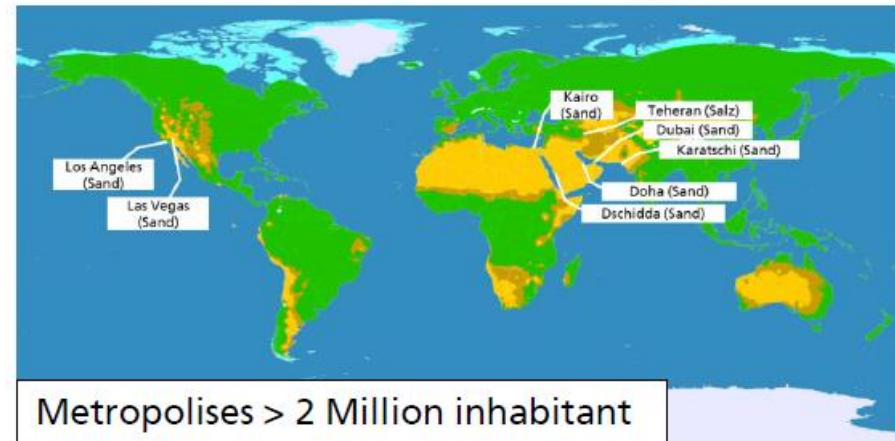 Kairo
(Sand)
Teheran (Salz)
Dubai (Sand)
Karatschi (Sand)
Los Angeles
(Sand)
Las Vegas
(Sand)
Doha (Sand)
Dschidda (Sand)
Metropolises > 2 Million inhabitant